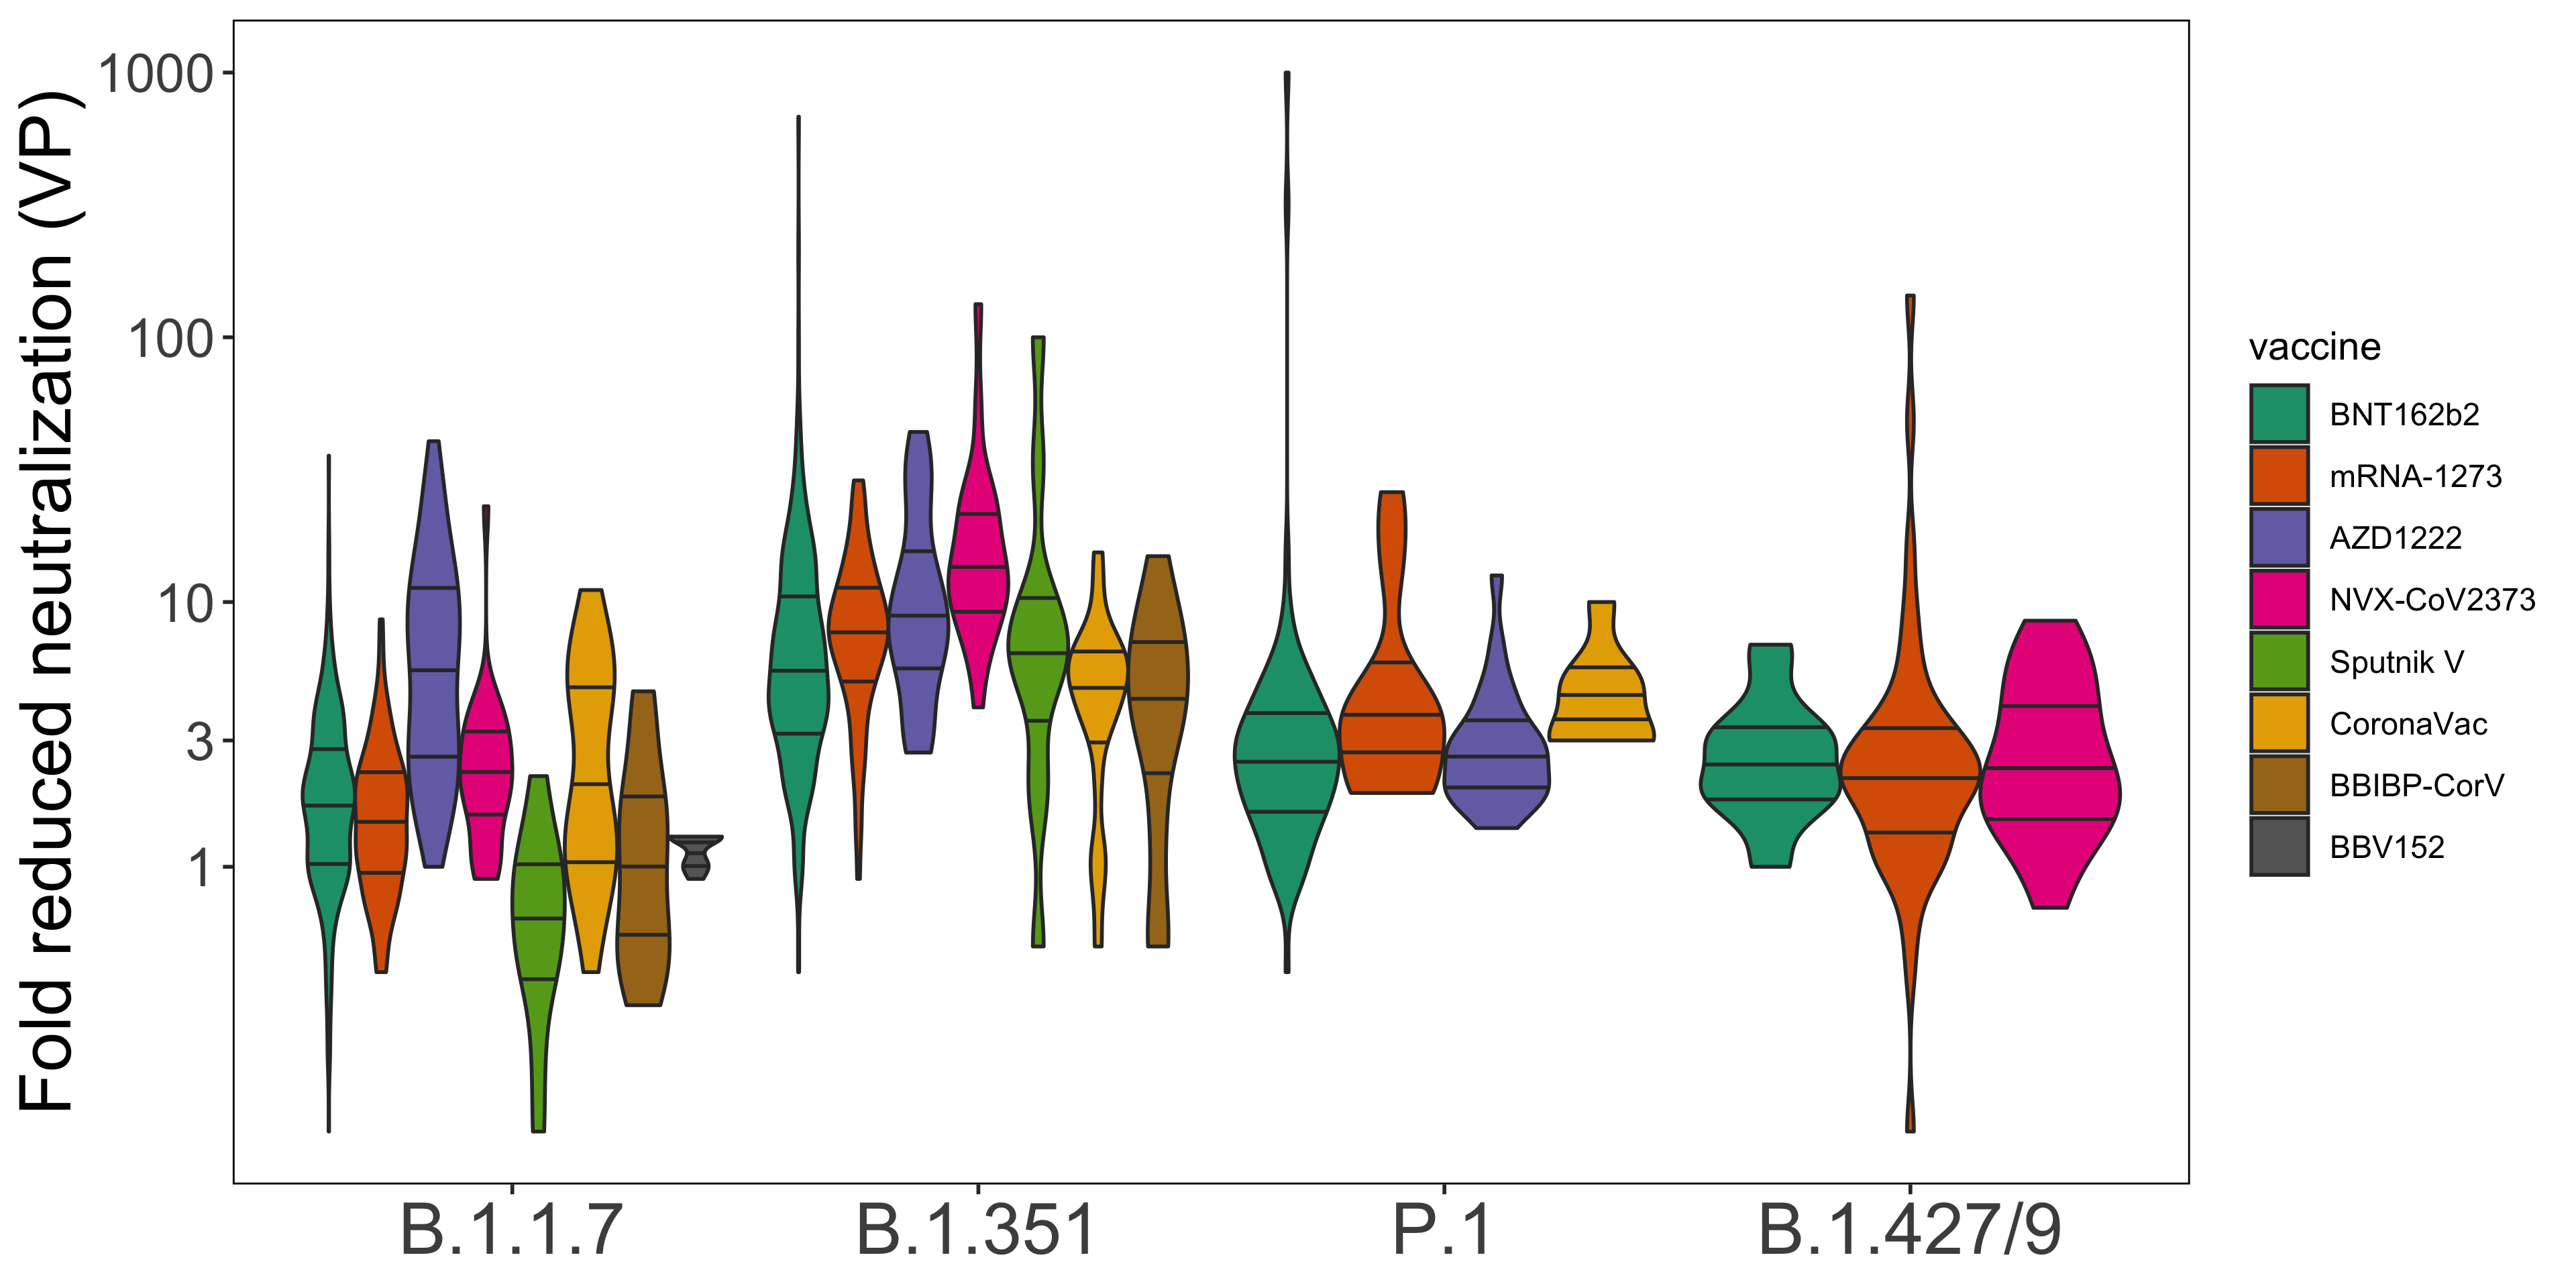 Fold reduced neutralization (VP)
1000
100
10
3
1
B.1.1.7
B.1.351
P.1
B.1.427/9
vaccine
BNT162b2
mRNA-1273
AZD1222
NVX-CoV2373
Sputnik V
CoronaVac
BBIBP-CorV
BBV152